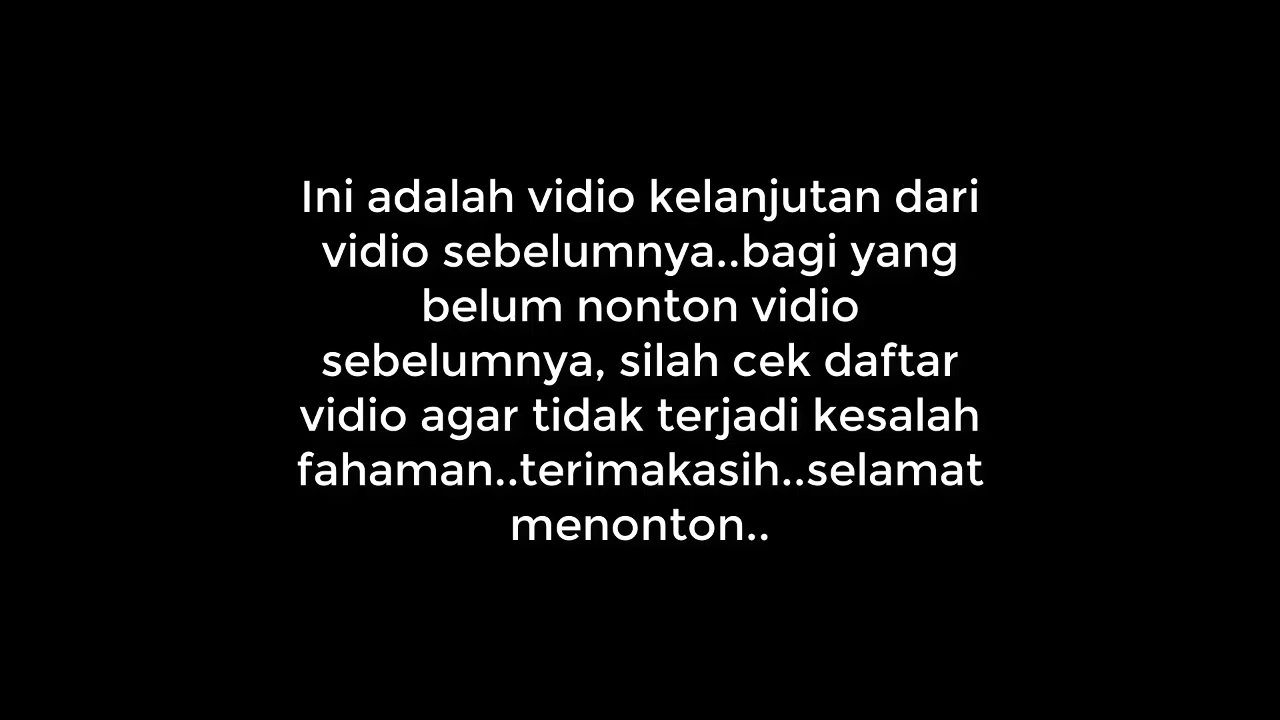 Ini adalah vidio kelanjutan dari
vidio sebelumnya..bagi yang
belum nonton vidio
sebelumnya, silah cek daftar
vidio agar tidak terjadi kesalah
fahaman..terimakasih..selamat
menonton..